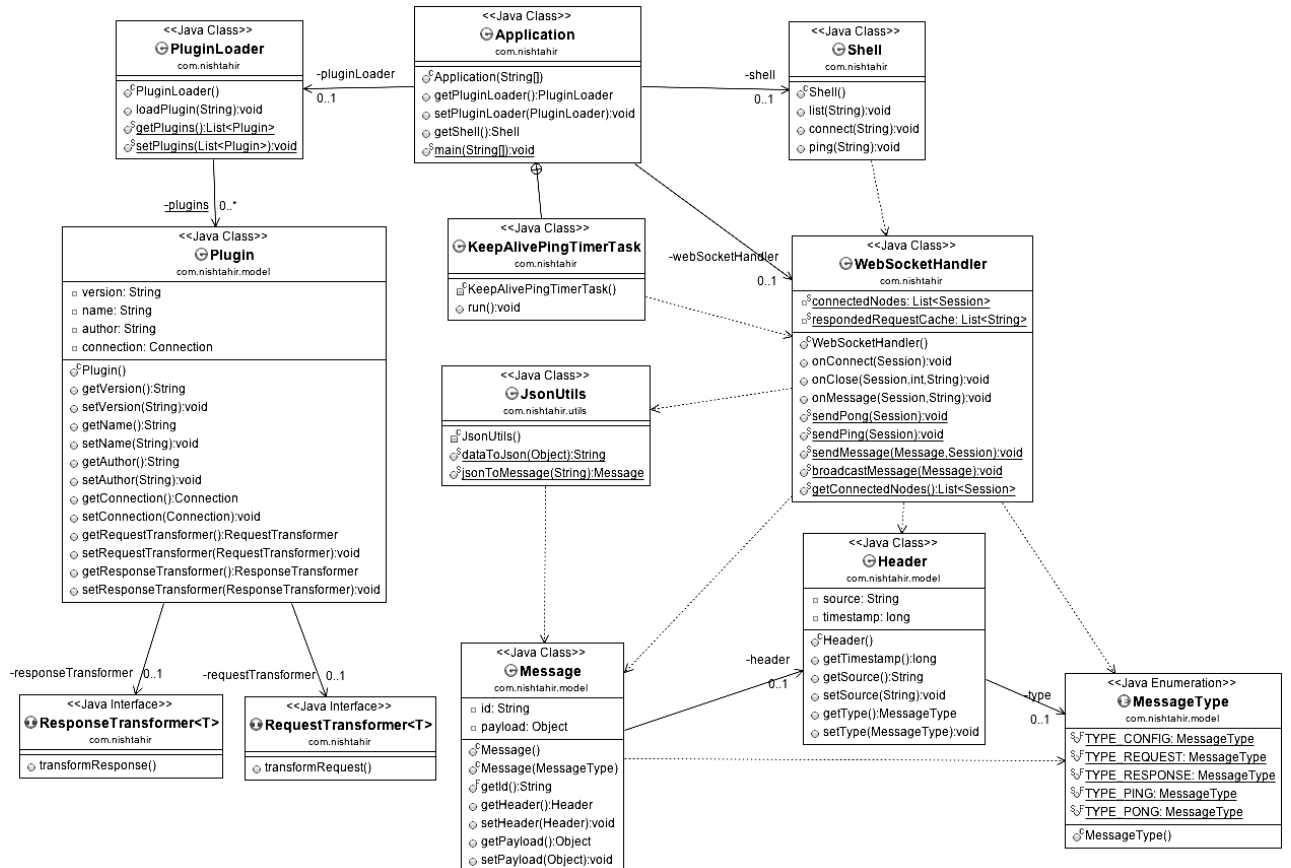 <<Java Class>>
PluginLoader
com.nishtahir
PluginLoader()
loadPlugin(String):void
getPlugins():List<Plugin>
setPlugins(List<Plugin>):void
-pluginLoader
0..1
<<Java Class>>
Application
com.nishtahir
Application(String[])
getPluginLoader():PluginLoader
setPluginLoader(PluginLoader):void
getShell():Shell
main(String[]):void
-shell
0..1
<<Java Class>>
Shell
com.nishtahir
Shell()
list(String):void
connect(String):void
ping(String):void
-plugins 0..*
<<Java Class>>
Plugin
com.nishtahir.model
version: String
name: String
author: String
connection: Connection
Plugin()
getVersion():String
setVersion(String):void
getName():String
setName(String):void
getAuthor():String
setAuthor(String):void
getConnection():Connection
setConnection(Connection):void
getRequestTransformer():RequestTransformer
setRequestTransformer(RequestTransformer):void
getResponseTransformer():ResponseTransformer
setResponseTransformer(ResponseTransformer):void
<<Java Class>>
KeepAlivePingTimerTask
com.nishtahir
KeepAlivePingTimerTask()
run():void
-webSocketHandler
0..1
<<Java Class>>
WebSocketHandler
com.nishtahir
connectedNodes: List<Session>
respondedRequestCache: List<String>
WebSocketHandler()
onConnect(Session):void
onClose(Session,int,String):void
onMessage(Session,String):void
sendPong(Session):void
sendPing(Session):void
sendMessage(Message,Session):void
broadcastMessage(Message):void
getConnectedNodes():List<Session>
<<Java Class>>
JsonUtils
com.nishtahir.utils
JsonUtils()
dataToJson(Object):String
jsonToMessage(String):Message
<<Java Class>>
Header
com.nishtahir.model
source: String
timestamp: long
Header()
getTimestamp():long
getSource():String
setSource(String):void
getType():MessageType
setType(MessageType):void
-responseTransformer 0..1
-requestTransformer 0..1
<<Java Interface>>
ResponseTransformer<T>
com.nishtahir
transformResponse()
<<Java Interface>>
RequestTransformer<T>
com.nishtahir
transformRequest()
<<Java Class>>
Message
com.nishtahir.model
id: String
payload: Object
Message()
Message(MessageType)
getId():String
getHeader():Header
setHeader(Header):void
getPayload():Object
setPayload(Object):void
-header
0..1
-type
0..1
<<Java Enumeration>>
MessageType
com.nishtahir.model
TYPE_CONFIG: MessageType
TYPE_REQUEST: MessageType
TYPE_RESPONSE: MessageType
TYPE_PING: MessageType
TYPE_PONG: MessageType
MessageType()